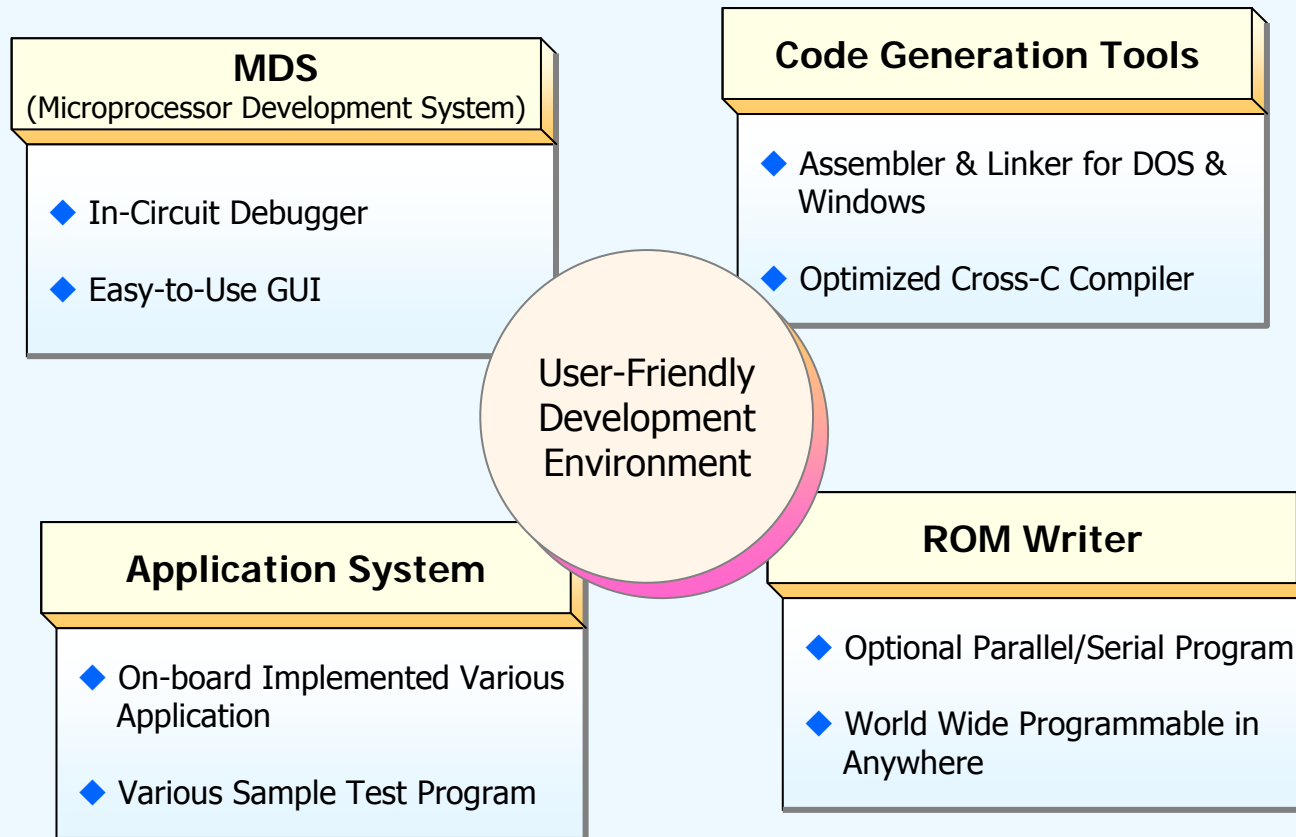 MDS
(Microprocessor Development System)
In-Circuit Debugger
Easy-to-Use GUI
Code Generation Tools
Assembler & Linker for DOS &
Windows
Optimized Cross-C Compiler
User-Friendly
Development
Environment
Application System
On-board Implemented Various
Application
Various Sample Test Program
ROM Writer
Optional Parallel/Serial Program
World Wide Programmable in
Anywhere